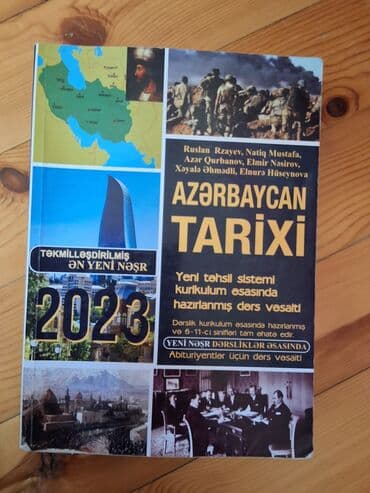 Ruslan Rzayev, Natiq Mustafa,
Azər Qurbanov, Elmir Nəsirov,
Xəyalə Əhmədli, Elnurə Hüseynova
AZƏRBAYCAN
TARİXİ
TƏKMİLLƏŞDİRİLMİŞ
ƏN YENİ NƏŞR
2023
Yeni təhsil sistemi
kurikulum əsasında
hazırlanmış dərs vəsaiti
Dərslik kurikulum əsasında hazırlanmış
və 6-11-ci sinifləri tam əhatə edir
YENİ NƏŞR DƏRSLİKLƏR ƏSASINDA
Abituriyentlər üçün dərs vəsaiti